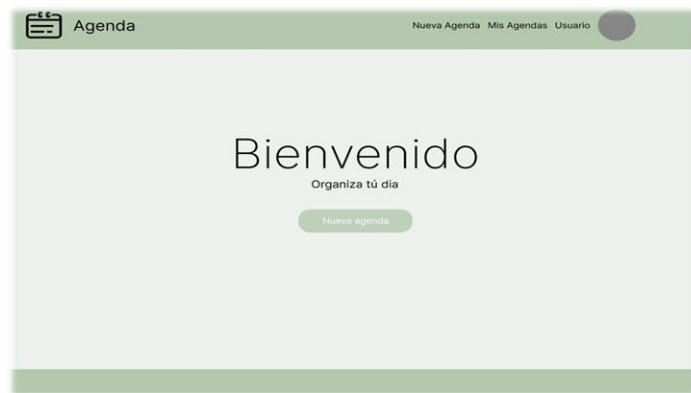 Agenda
Nueva Agenda Mis Agendas Usuario
Bienvenido
Organiza tú dia
Nueva agenda